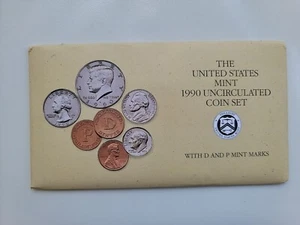 THE
UNITED STATES
MINT
1990 UNCIRCULATED
COIN SET
WITH D AND P MINT MARKS